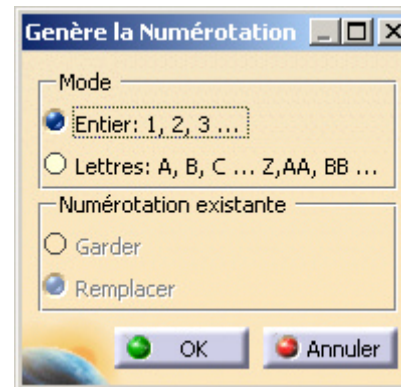 Genère la Numérotation
Mode
Entier: 1, 2, 3 ...
Lettres: A, B, C ... Z,AA, BB ...
Numérotation existante
Garder
Remplacer
OK Annuler